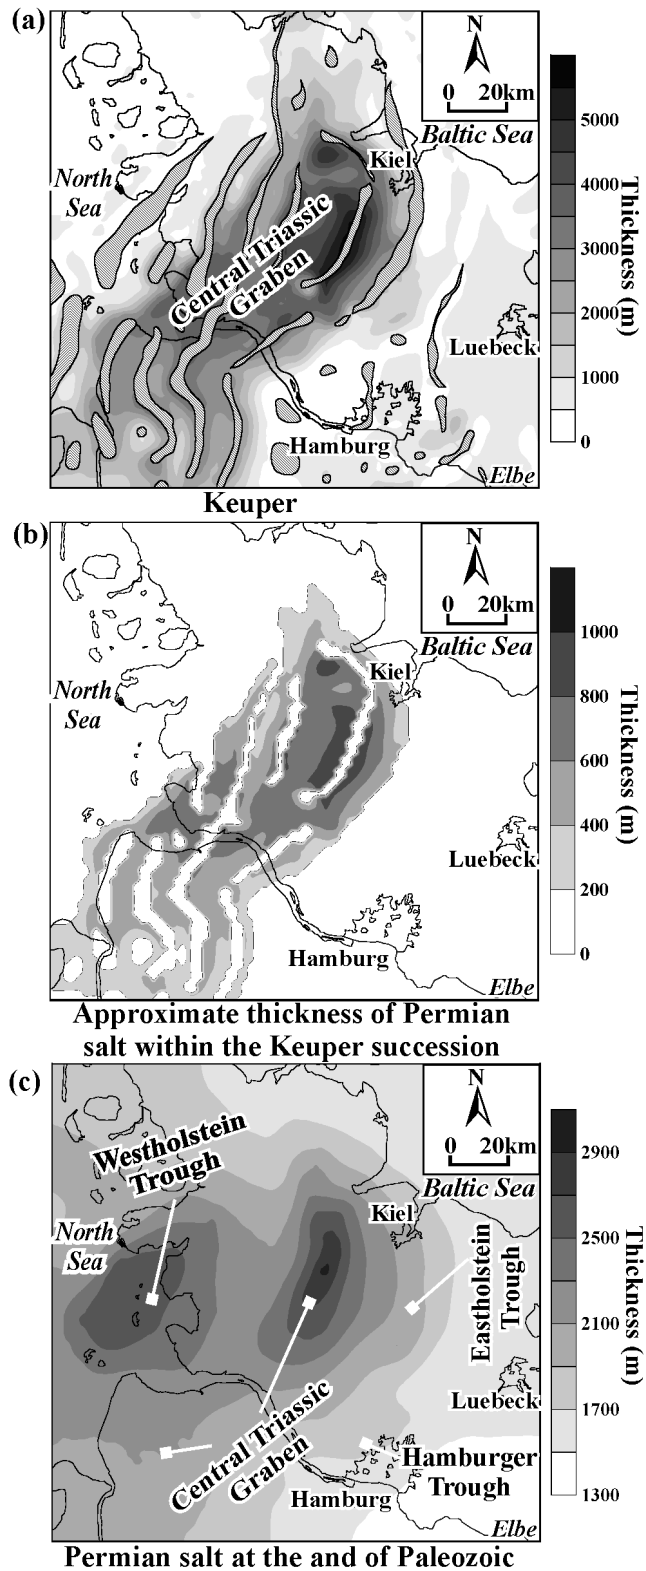 (a)
N
0 20km
Baltic Sea
Kiel
North
Sea
Central Triassic
Graben
Luebeck
Hamburg
Elbe
5000
4000
3000
2000
1000
0
Thickness (m)
Keuper
(b)
N
0 20km
Baltic Sea
Kiel
North
Sea
Luebeck
Hamburg
Elbe
1000
800
600
400
200
0
Thickness (m)
Approximate thickness of Permian
salt within the Keuper succession
(c)
N
0 20km
Baltic Sea
Westholstein
Trough
Kiel
North
Sea
Eastholstein
Trough
Luebeck
Central Triassic
Graben
Hamburger
Trough
Hamburg
Elbe
2900
2500
2100
1700
1300
Thickness (m)
Permian salt at the and of Paleozoic